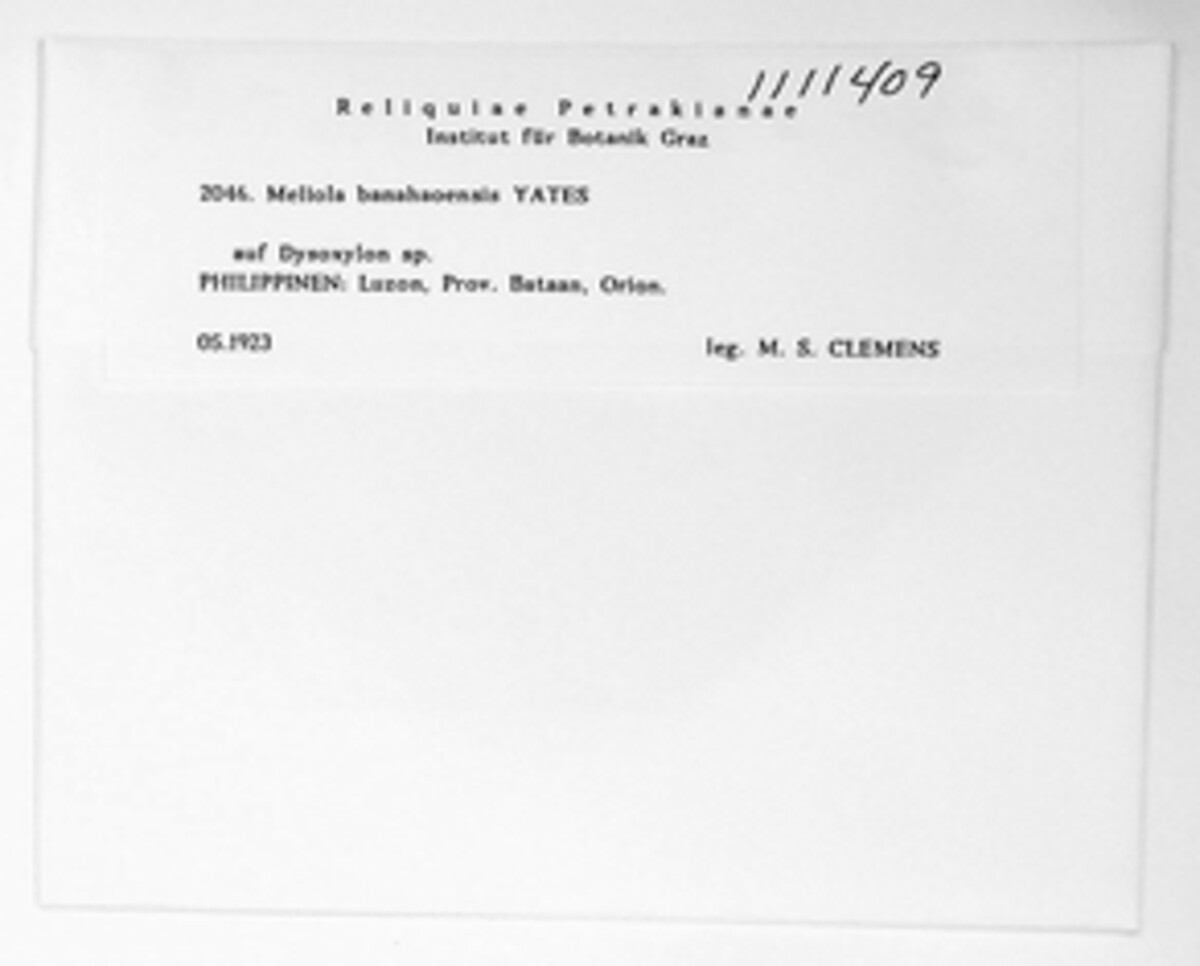 1111409
Reliquiae Petrakianae
Institut für Botanik Graz
2046. Meliola banahaoensis YATES
auf Dysoxylon sp.
PHILIPPINEN: Luzon, Prov. Bataan, Orion.
05.1923
leg. M. S. CLEMENS